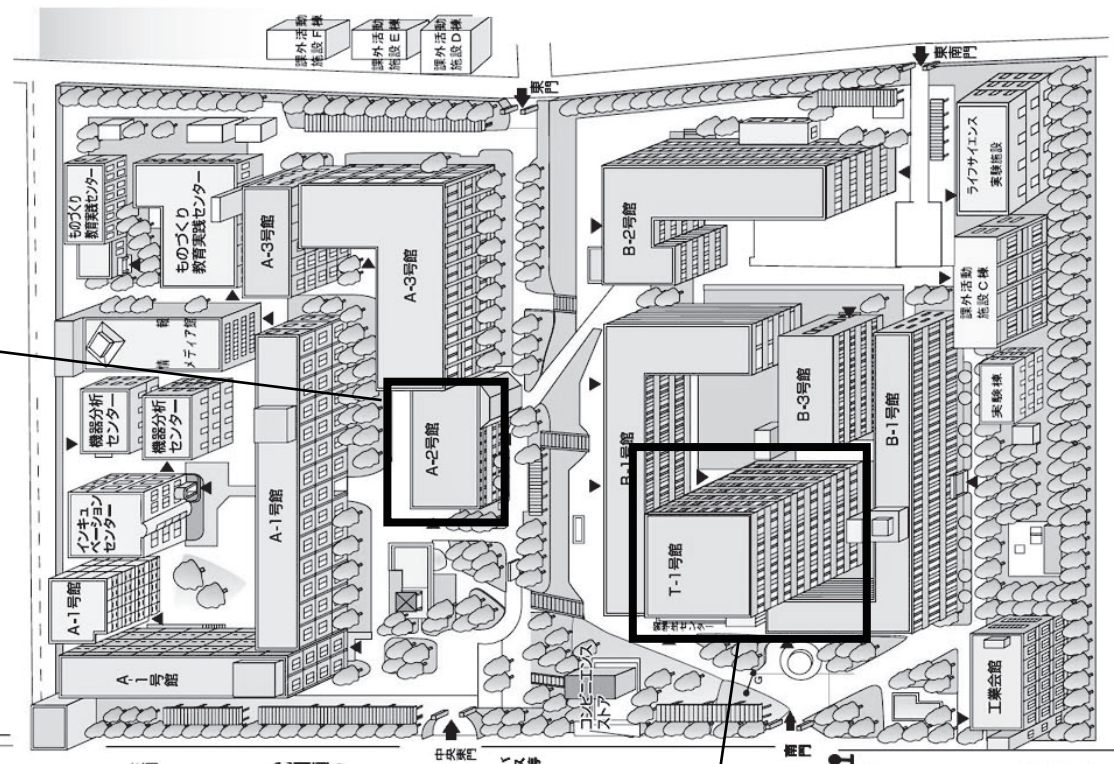 課外活動
施設F棟
課外活動
施設E棟
課外活動
施設D棟
東門
東南門
ものづくり
教育実践センター
ものづくり
教育実践センター
A-3号館
A-3号館
B-2号館
ライフサイエンス
実験施設
情報
メディア館
課外活動
施設C棟
機器分析
センター
機器分析
センター
A-2号館
B-1号館
B-3号館
B-1号館
実験棟
インキュ
ベーション
センター
A-1号館
T-1号館
A-1号館
A-1号館
コンビニエンス
ストア
G
工業会館
中央東門
南門